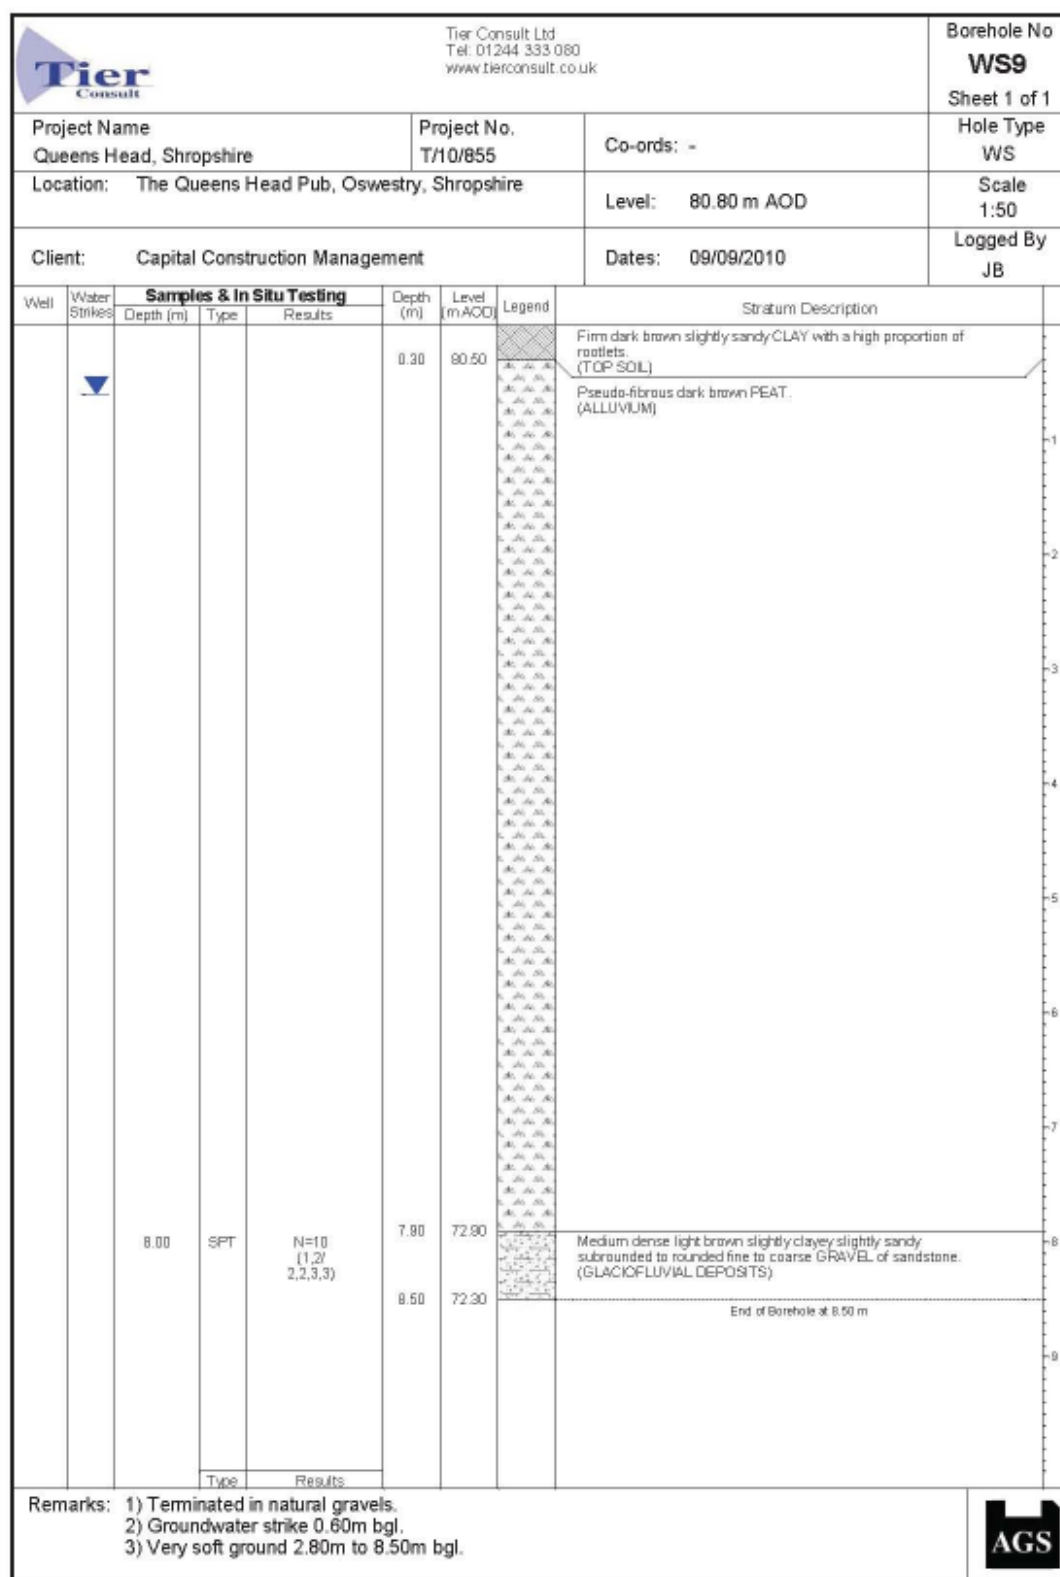 Tier
Consult
Tier Consult Ltd
Tel: 01244 333 080
www.tierconsult.co.uk
Borehole No
WS9
Sheet 1 of 1
Project Name
Queens Head, Shropshire
Project No.
T/10/855
Co-ords: -
Hole Type
WS
Location: The Queens Head Pub, Oswestry, Shropshire
Level: 80.80 m AOD
Scale
1:50
Client: Capital Construction Management
Dates: 09/09/2010
Logged By
JB
Well
Water
Strikes
Samples & In Situ Testing
Depth (m) Type Results
Depth
(m)
Level
(m AOD)
Legend
Stratum Description
Firm dark brown slightly sandy CLAY with a high proportion of
rootlets.
(TOP SOIL)
0.30 80.50
Pseudo-fibrous dark brown PEAT.
(ALLUVIUM)
1
2
3
4
5
6
7
7.90 72.90
8.00 SPT N=10
(1,2/
2,2,3,3)
Medium dense light brown slightly clayey slightly sandy
subrounded to rounded fine to coarse GRAVEL of sandstone.
(GLACIOFLUVIAL DEPOSITS)
8
8.50 72.30
End of Borehole at 8.50 m
9
Type Results
Remarks: 1) Terminated in natural gravels.
2) Groundwater strike 0.60m bgl.
3) Very soft ground 2.80m to 8.50m bgl.
AGS